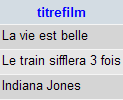 titrefilm
La vie est belle
Le train sifflera 3 fois
Indiana Jones